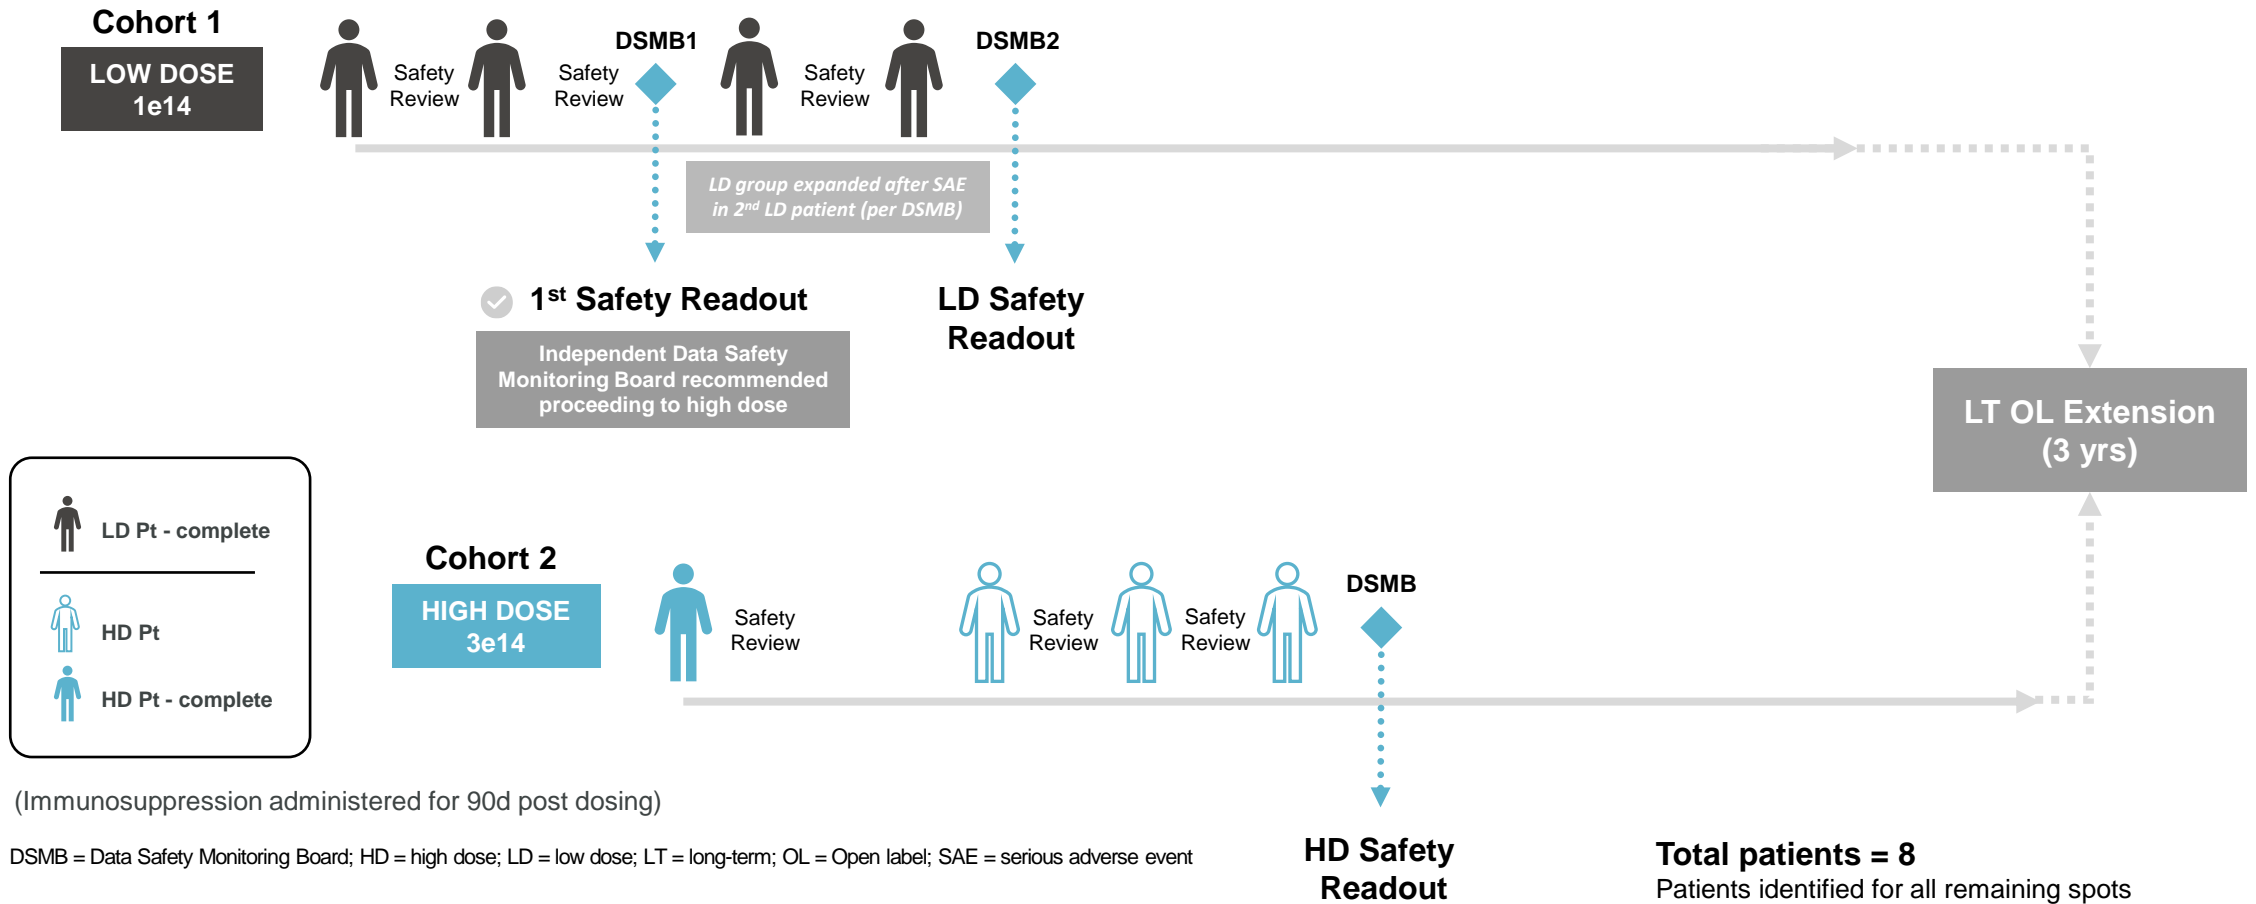 Cohort 1
LOW DOSE
1e14
Safety
Review
Safety
Review
DSMB1
Safety
Review
DSMB2
LD group expanded after SAE
in 2nd LD patient (per DSMB)
1st Safety Readout
Independent Data Safety
Monitoring Board recommended
proceeding to high dose
LD Safety
Readout
LT OL Extension
(3 yrs)
LD Pt - complete
HD Pt
HD Pt - complete
Cohort 2
HIGH DOSE
3e14
Safety
Review
Safety
Review
Safety
Review
DSMB
HD Safety
Readout
(Immunosuppression administered for 90d post dosing)
DSMB = Data Safety Monitoring Board; HD = high dose; LD = low dose; LT = long-term; OL = Open label; SAE = serious adverse event
Total patients = 8
Patients identified for all remaining spots